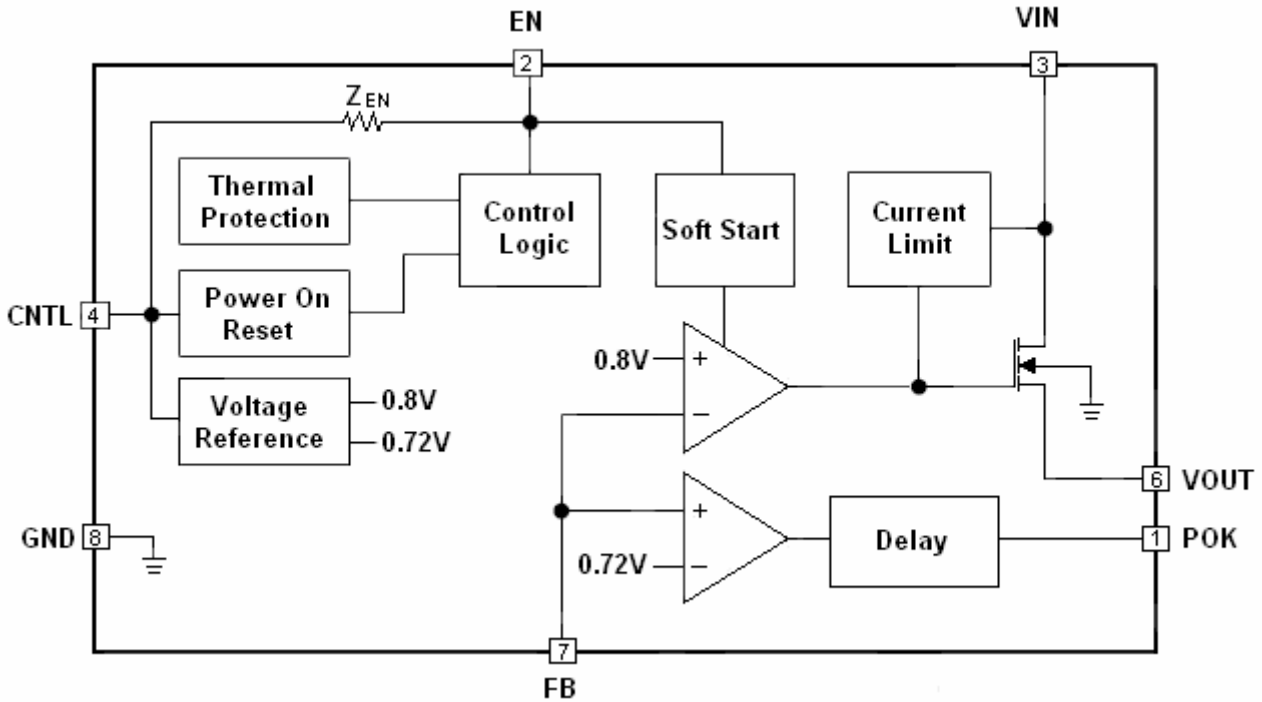 EN
VIN
2
3
ZEN
Thermal
Protection
Control
Logic
Soft Start
Current
Limit
CNTL 4
Power On
Reset
0.8V
+
Voltage
Reference
0.8V
0.72V
−
6 VOUT
GND 8
+
0.72V
−
Delay
1 POK
7
FB